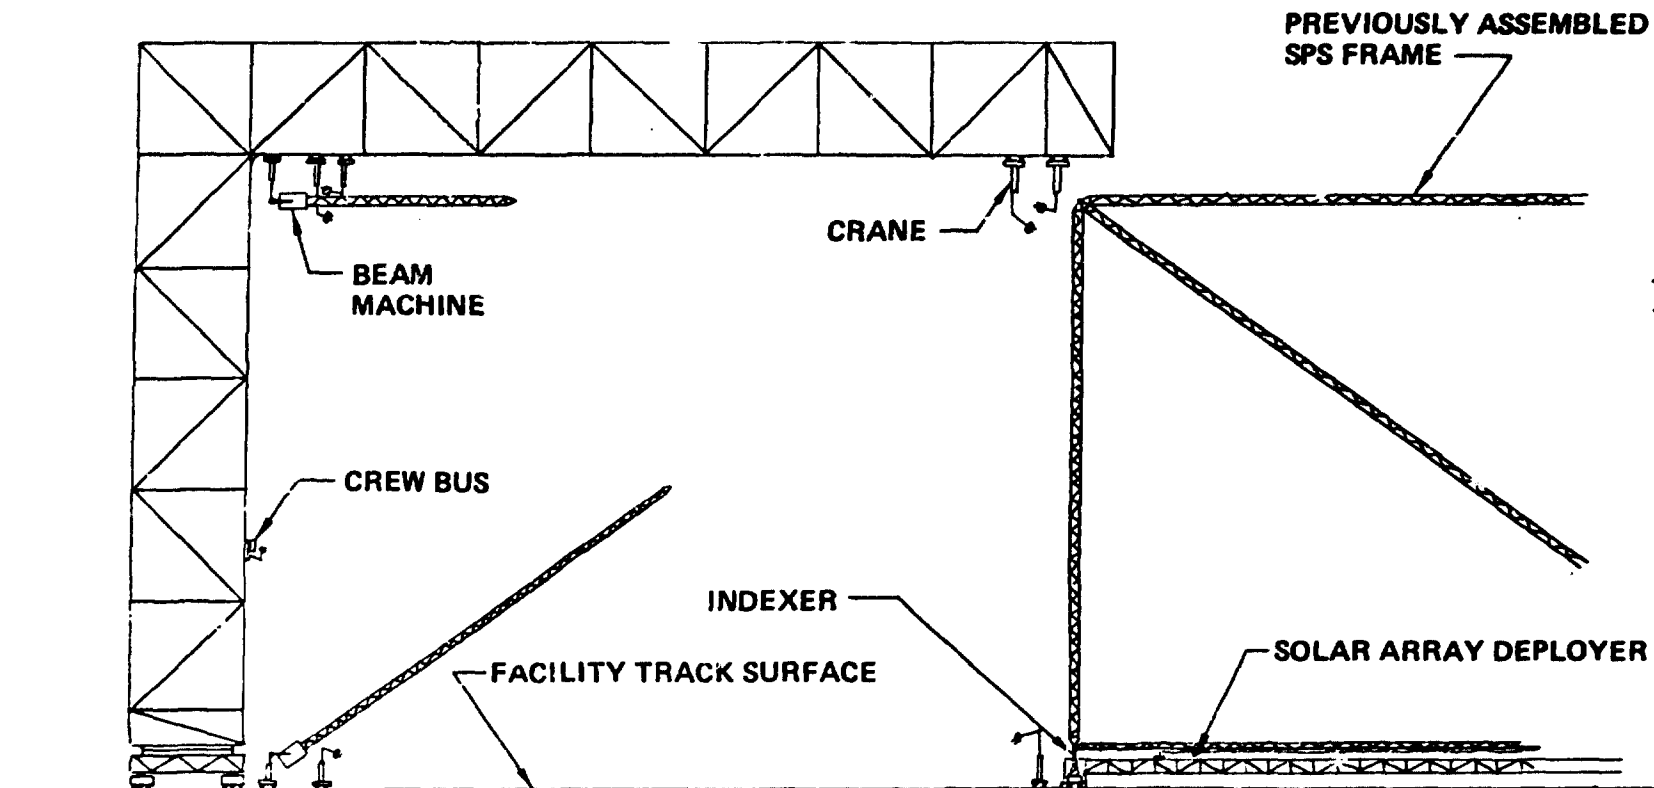 PREVIOUSLY ASSEMBLED
SPS FRAME
CRANE
BEAM
MACHINE
CREW BUS
INDEXER
SOLAR ARRAY DEPLOYER
FACILITY TRACK SURFACE